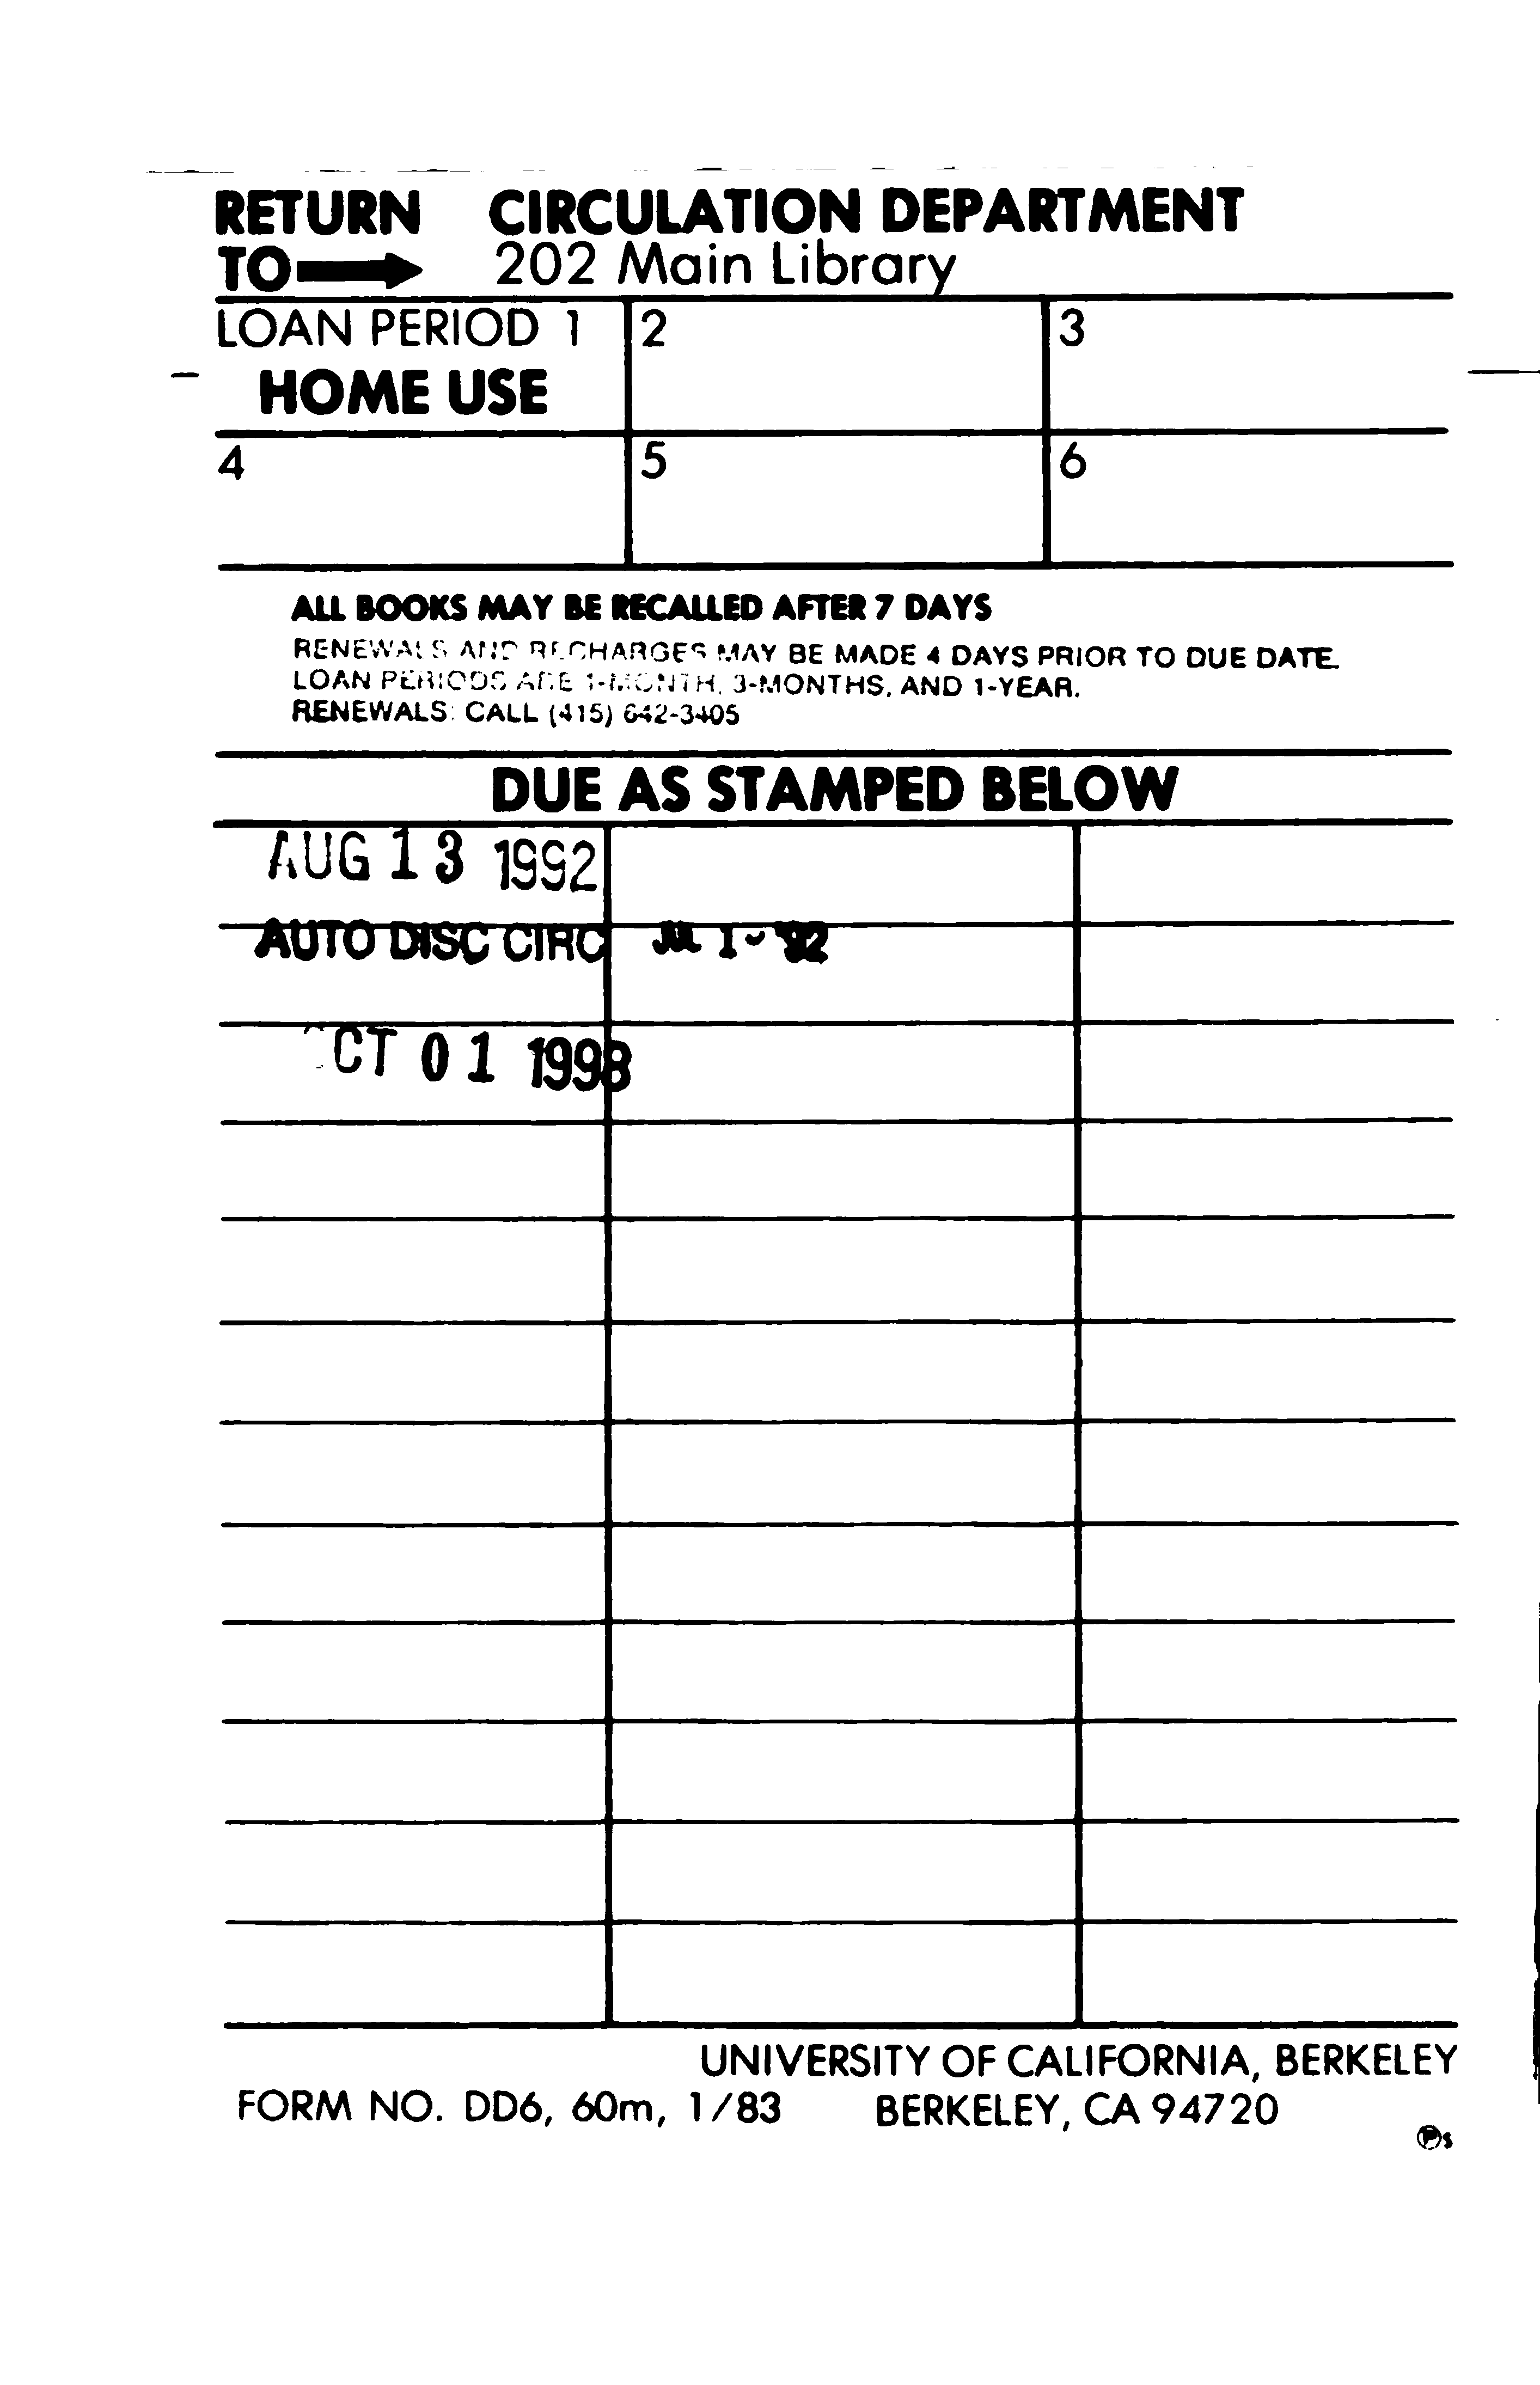 RETURN CIRCULATION DEPARTMENT
TO 202 Main Library
LOAN PERIOD 1 2 3
HOME USE
4 5 6
ALL BOOKS MAY BE RECALLED AFTER 7 DAYS
RENEWALS AND RECHARGES MAY BE MADE 4 DAYS PRIOR TO DUE DATE.
LOAN PERIODS ARE 1-MONTH, 3-MONTHS, AND 1-YEAR.
RENEWALS: CALL (415) 642-3405
DUE AS STAMPED BELOW
AUG 13 1992
AUTO DISC CIRC JUL 1 - '92
OCT 01 1998
UNIVERSITY OF CALIFORNIA, BERKELEY
FORM NO. DD6, 60m, 1/83 BERKELEY, CA 94720
Ⓟs